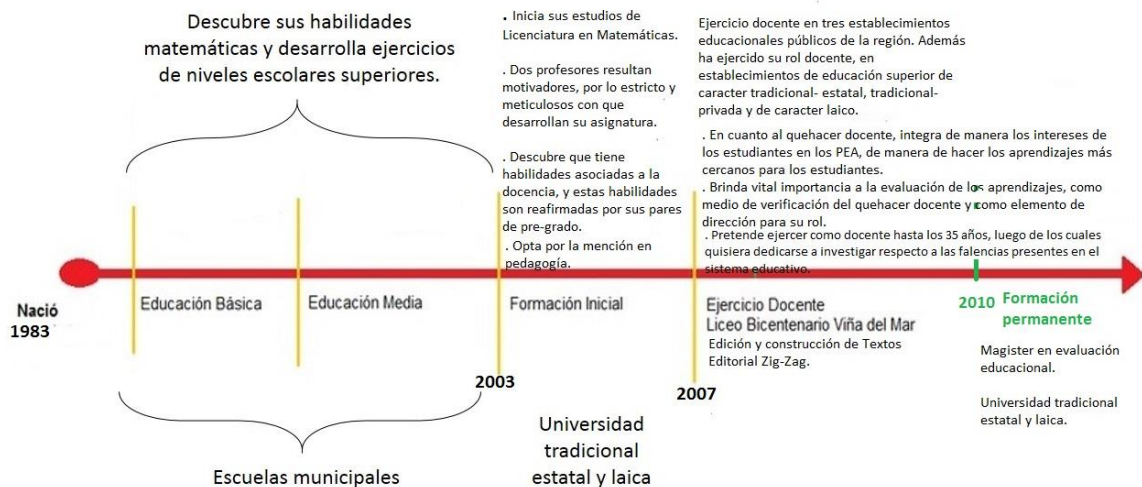 Descubre sus habilidades
matemáticas y desarrolla ejercicios
de niveles escolares superiores.
. Inicia sus estudios de
Licenciatura en Matemáticas.
. Dos profesores resultan
motivadores, por lo estricto y
meticulosos con que
desarrollan su asignatura.
. Descubre que tiene
habilidades asociadas a la
docencia, y estas habilidades
son reafirmadas por sus pares
de pre-grado.
. Opta por la mención en
pedagogía.
Ejercicio docente en tres establecimientos
educacionales públicos de la región. Además
ha ejercido su rol docente, en
establecimientos de educación superior de
caracter tradicional- estatal, tradicional-
privada y de caracter laico.
. En cuanto al quehacer docente, integra de manera los intereses de
los estudiantes en los PEA, de manera de hacer los aprendizajes más
cercanos para los estudiantes.
. Brinda vital importancia a la evaluación de los aprendizajes, como
medio de verificación del quehacer docente y como elemento de
dirección para su rol.
. Pretende ejercer como docente hasta los 35 años, luego de los cuales
quisiera dedicarse a investigar respecto a las falencias presentes en el
sistema educativo.
Nació
1983
Educación Básica
Educación Media
Formación Inicial
Ejercicio Docente
Liceo Bicentenario Viña del Mar
Edición y construcción de Textos
Editorial Zig-Zag.
2010 Formación
permanente
Magister en evaluación
educacional.
Universidad tradicional
estatal y laica.
2003
2007
Escuelas municipales
Universidad
tradicional
estatal y laica